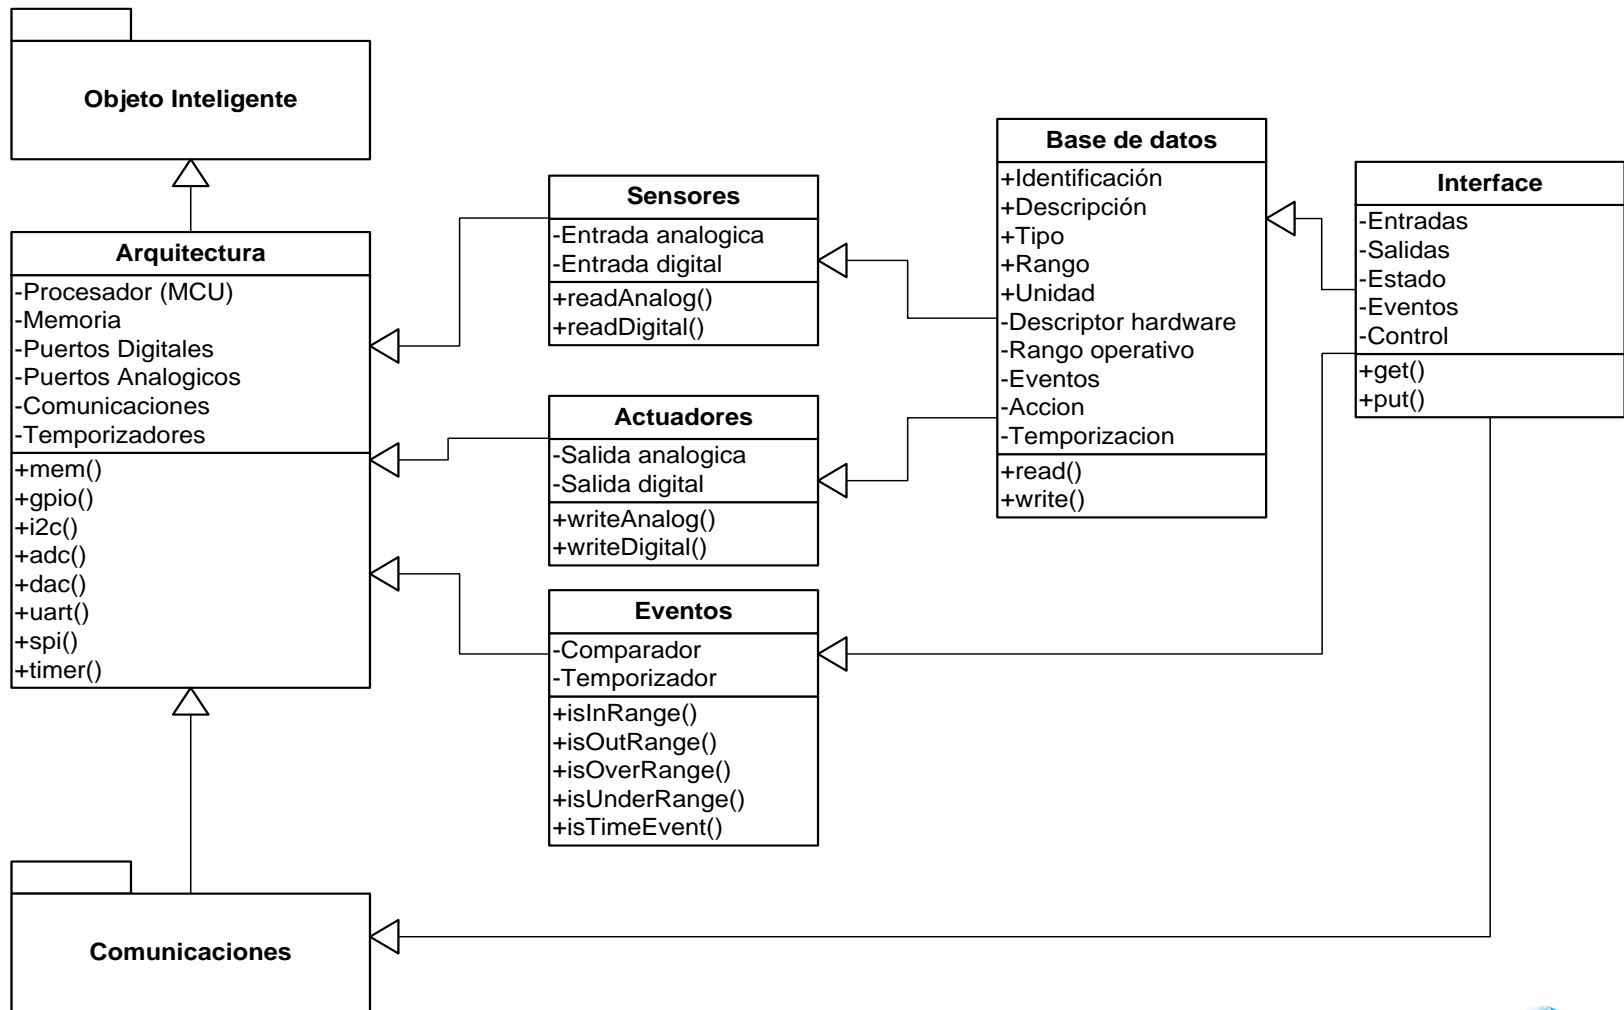 Objeto Inteligente
Arquitectura
-Procesador (MCU)
-Memoria
-Puertos Digitales
-Puertos Analogicos
-Comunicaciones
-Temporizadores
+mem()
+gpio()
+i2c()
+adc()
+dac()
+uart()
+spi()
+timer()
Comunicaciones
Sensores
-Entrada analogica
-Entrada digital
+readAnalog()
+readDigital()
Actuadores
-Salida analogica
-Salida digital
+writeAnalog()
+writeDigital()
Eventos
-Comparador
-Temporizador
+isInRange()
+isOutRange()
+isOverRange()
+isUnderRange()
+isTimeEvent()
Base de datos
+Identificación
+Descripción
+Tipo
+Rango
+Unidad
-Descriptor hardware
-Rango operativo
-Eventos
-Accion
-Temporizacion
+read()
+write()
Interface
-Entradas
-Salidas
-Estado
-Eventos
-Control
+get()
+put()